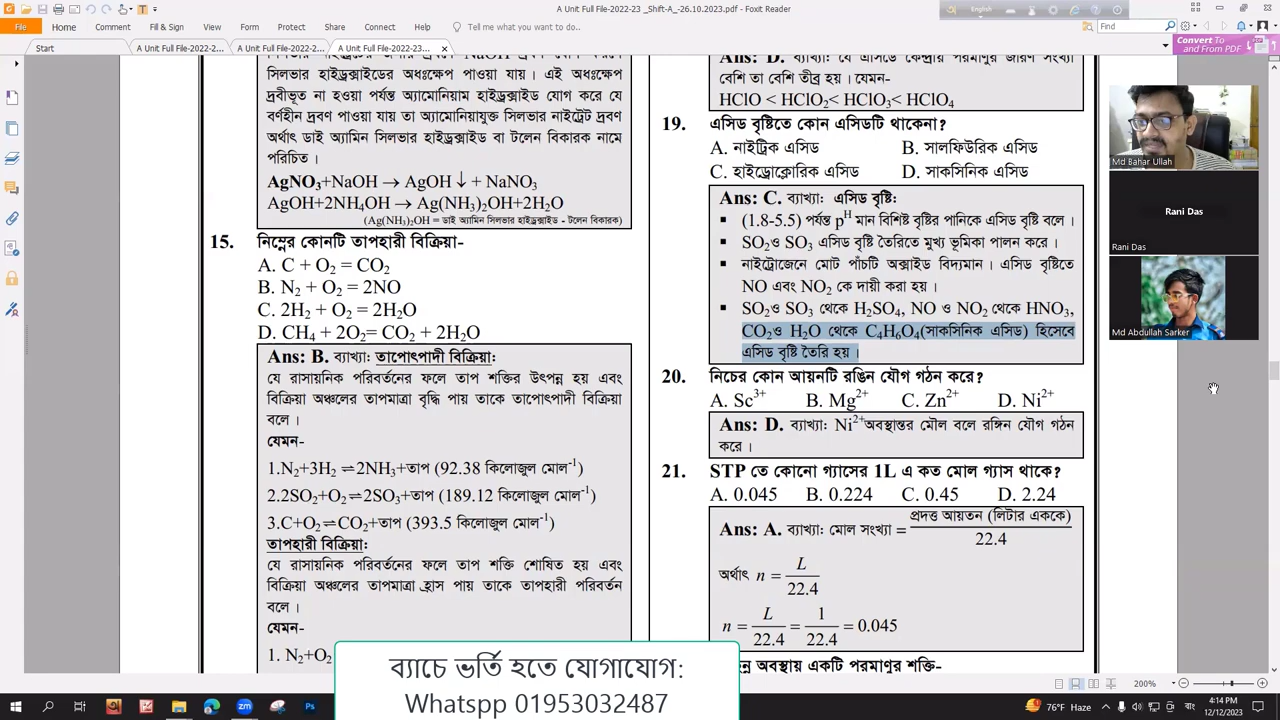 A Unit Full File-2022-23 _Shift-A_-26.10.2023.pdf - Foxit Reader
English
File Home Comment Fill & Sign Form Protect Share Connect Help Tell me what you want to do...
Find
Start A Unit Full File-2022-2... A Unit Full File-2022-2... A Unit Full File-2022-23...
Convert To and From PDF
সিলভার হাইড্রক্সাইডের অধঃক্ষেপ পাওয়া যায়। এই অধঃক্ষেপ
দ্রবীভূত না হওয়া পর্যন্ত অ্যামোনিয়াম হাইড্রক্সাইড যোগ করে যে
বর্ণহীন দ্রবণ পাওয়া যায় তা অ্যামোনিয়াযুক্ত সিলভার নাইট্রেট দ্রবণ
অর্থাৎ ডাই অ্যামিন সিলভার হাইড্রক্সাইড বা টলেন বিকারক নামে
পরিচিত।
AgNO3+NaOH → AgOH ↓ + NaNO3
AgOH+2NH4OH → Ag(NH3)2OH+2H2O
(Ag(NH3)2OH = ডাই অ্যামিন সিলভার হাইড্রক্সাইড - টলেন বিকারক)
15. নিম্নের কোনটি তাপহারী বিক্রিয়া-
A. C + O2 = CO2
B. N2 + O2 = 2NO
C. 2H2 + O2 = 2H2O
D. CH4 + 2O2= CO2 + 2H2O
Ans: B. ব্যাখ্যা: তাপোৎপাদী বিক্রিয়া:
যে রাসায়নিক পরিবর্তনের ফলে তাপ শক্তির উৎপন্ন হয় এবং
বিক্রিয়া অঞ্চলের তাপমাত্রা বৃদ্ধি পায় তাকে তাপোৎপাদী বিক্রিয়া
বলে।
যেমন-
1.N2+3H2 ⇌2NH3+তাপ (92.38 কিলোজুল মোল-1)
2.2SO2+O2⇌2SO3+তাপ (189.12 কিলোজুল মোল-1)
3.C+O2⇌CO2+তাপ (393.5 কিলোজুল মোল-1)
তাপহারী বিক্রিয়া:
যে রাসায়নিক পরিবর্তনের ফলে তাপ শক্তি শোষিত হয় এবং
বিক্রিয়া অঞ্চলের তাপমাত্রা হ্রাস পায় তাকে তাপহারী পরিবর্তন
বলে।
যেমন-
1. N2+O2
Ans: D. ব্যাখ্যা: যে এসিডে কেন্দ্রীয় পরমাণুর জারণ সংখ্যা
বেশি তা বেশি তীব্র হয়। যেমন-
HClO < HClO2< HClO3< HClO4
19. এসিড বৃষ্টিতে কোন এসিডটি থাকেনা?
A. নাইট্রিক এসিড B. সালফিউরিক এসিড
C. হাইড্রোক্লোরিক এসিড D. সাকসিনিক এসিড
Ans: C. ব্যাখ্যা: এসিড বৃষ্টি:
▪ (1.8-5.5) পর্যন্ত pH মান বিশিষ্ট বৃষ্টির পানিকে এসিড বৃষ্টি বলে।
▪ SO2ও SO3 এসিড বৃষ্টি তৈরিতে মুখ্য ভূমিকা পালন করে।
▪ নাইট্রোজেনে মোট পাঁচটি অক্সাইড বিদ্যমান। এসিড বৃষ্টিতে
NO এবং NO2 কে দায়ী করা হয়।
▪ SO2ও SO3 থেকে H2SO4, NO ও NO2 থেকে HNO3,
CO2ও H2O থেকে C4H6O4(সাকসিনিক এসিড) হিসেবে
এসিড বৃষ্টি তৈরি হয়।
20. নিচের কোন আয়নটি রঙিন যৌগ গঠন করে?
A. Sc3+ B. Mg2+ C. Zn2+ D. Ni2+
Ans: D. ব্যাখ্যা: Ni2+অবস্থান্তর মৌল বলে রঙ্গিন যৌগ গঠন
করে।
21. STP তে কোনো গ্যাসের 1L এ কত মোল গ্যাস থাকে?
A. 0.045 B. 0.224 C. 0.45 D. 2.24
Ans: A. ব্যাখ্যা: মোল সংখ্যা = প্রদত্ত আয়তন (লিটার এককে) / 22.4
অর্থাৎ n = L / 22.4
n = L / 22.4 = 1 / 22.4 = 0.045
অবস্থায় একটি পরমাণুর শক্তি-
Md Bahar Ullah
Rani Das
Rani Das
Md Abdullah Sarker
ব্যাচে ভর্তি হতে যোগাযোগ:
Whatspp 01953032487
200%
76°F Haze
4:14 PM
12/12/2023